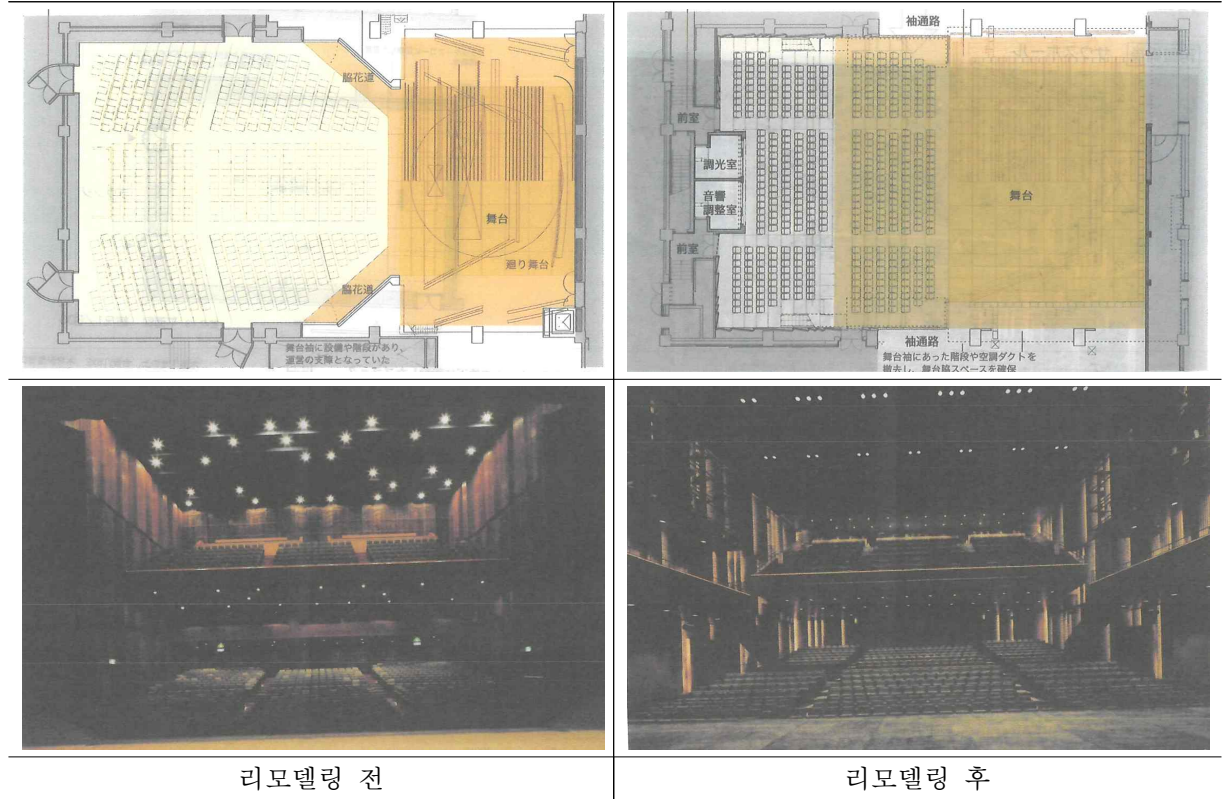 脇花道
舞台
廻り舞台
脇花道
舞台袖に設備や階段があり、
運営の支障となっていた
袖通路
前室
調光室
音響
調整室
舞台
前室
袖通路
舞台袖にあった階段や空調ダクトを
撤去し、舞台脇スペースを確保
리모델링 전
리모델링 후